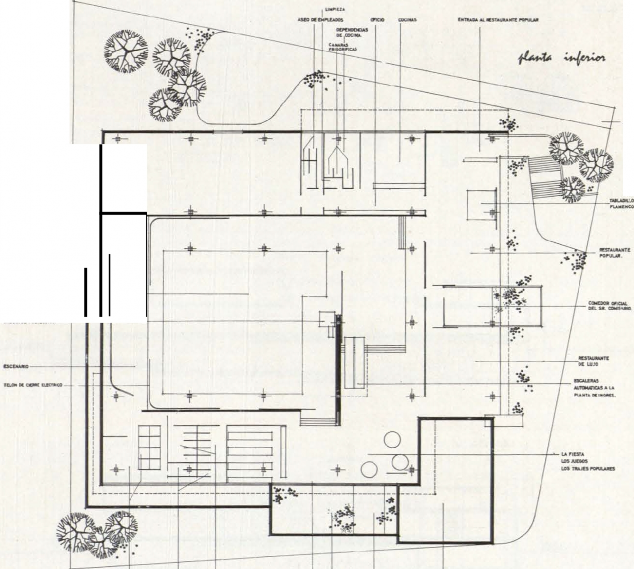 LIMPIEZA
ASEO DE EMPLEADOS
OFICIO
COCINAS
ENTRADA AL RESTAURANTE POPULAR
DEPENDENCIAS
DE COCINA.
CAMARAS
FRIGORIFICAS
planta inferior
TABLADILLO
FLAMENCO
RESTAURANTE
POPULAR.
COMEDOR OFICIAL
DEL SR. COMISARIO.
RESTAURANTE
DE LUJO
ESCENARIO
TELON DE CIERRE ELECTRICO
ESCALERAS
AUTOMATICAS A LA
PLANTA DE INGRES.
LA FIESTA
LOS JUEGOS
LOS TRAJES POPULARES